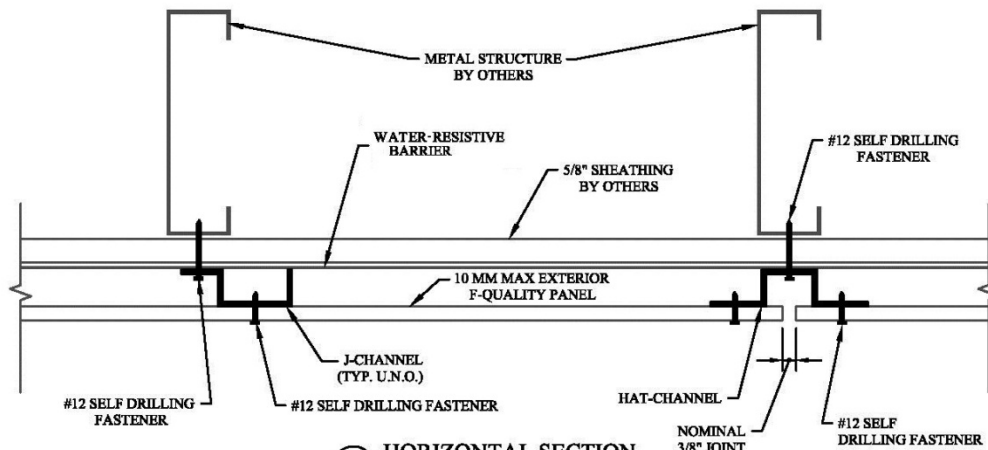 METAL STRUCTURE
BY OTHERS
WATER-RESISTIVE
BARRIER
#12 SELF DRILLING
FASTENER
5/8" SHEATHING
BY OTHERS
10 MM MAX EXTERIOR
F-QUALITY PANEL
J-CHANNEL
(TYP. U.N.O.)
#12 SELF DRILLING
FASTENER
#12 SELF DRILLING FASTENER
HAT-CHANNEL
NOMINAL
3/8" JOINT
#12 SELF
DRILLING FASTENER
HORIZONTAL SECTION